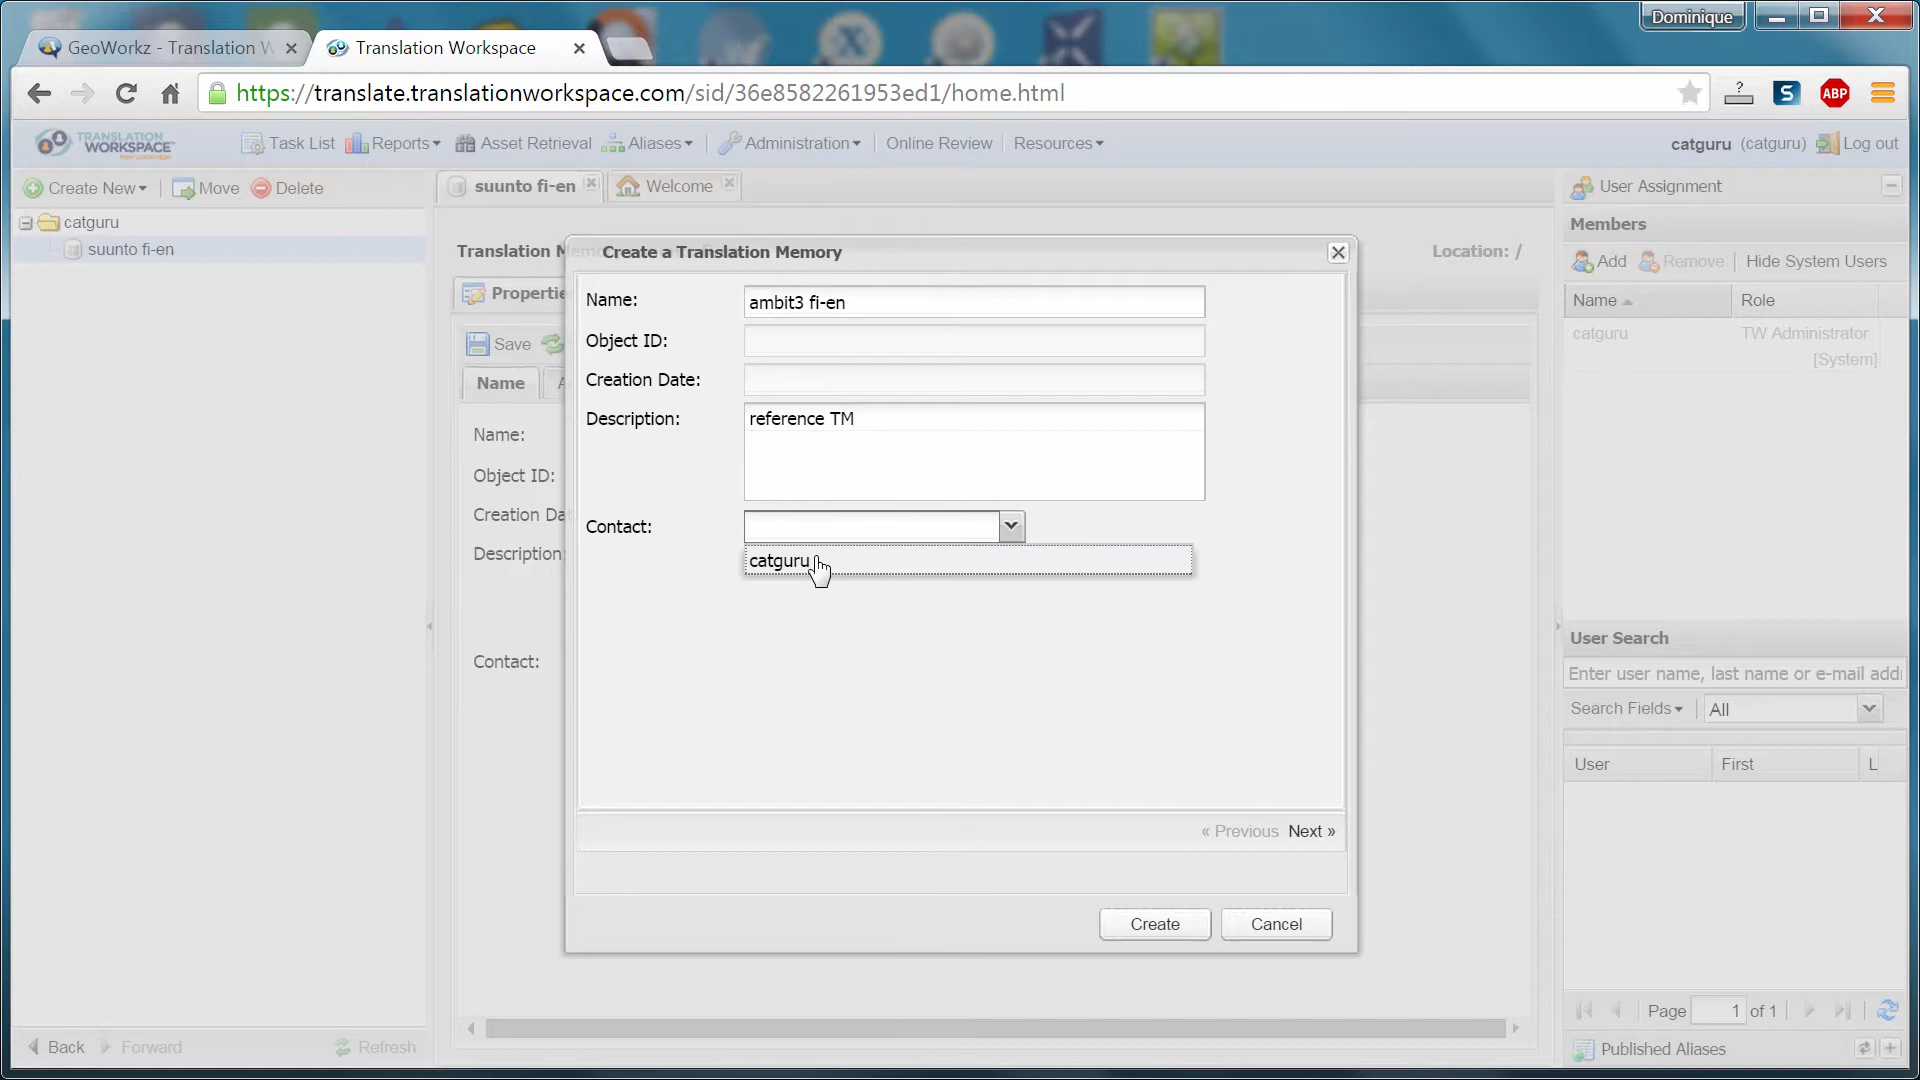 Dominique
GeoWorkz - Translation W
Translation Workspace
https://translate.translationworkspace.com/sid/36e8582261953ed1/home.html
?
S
ABP
TRANSLATION
WORKSPACE
Task List
Reports
Asset Retrieval
Aliases
Administration
Online Review
Resources
catguru (catguru)
Log out
Create New
Move
Delete
suunto fi-en
Welcome
User Assignment
catguru
suunto fi-en
Members
Translation M
Location: /
Create a Translation Memory
Add
Remove
Hide System Users
Propertie
Name
Role
Name:
ambit3 fi-en
Object ID:
Save
catguru
TW Administrator
[System]
Name
A
Creation Date:
Description:
reference TM
Name:
Object ID:
Creation Da
Description:
Contact:
catguru
Contact:
User Search
Enter user name, last name or e-mail addr
Search Fields
All
User
First
L
« Previous
Next »
Create
Cancel
Page
1
of 1
Back
Forward
Refresh
Published Aliases